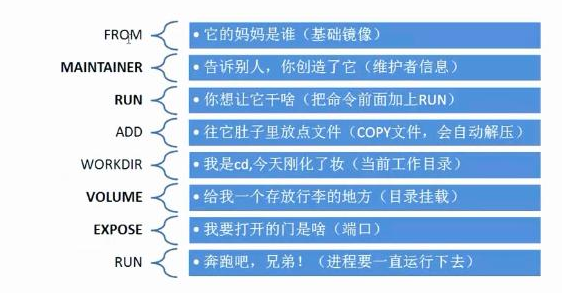 FROM • 它的妈妈是谁（基础镜像）
MAINTAINER • 告诉别人，你创造了它（维护者信息）
RUN • 你想让它干啥（把命令前面加上RUN）
ADD • 往它肚子里放点文件（COPY文件，会自动解压）
WORKDIR • 我是cd,今天刚化了妆（当前工作目录）
VOLUME • 给我一个存放行李的地方（目录挂载）
EXPOSE • 我要打开的门是啥（端口）
RUN • 奔跑吧，兄弟！（进程要一直运行下去）